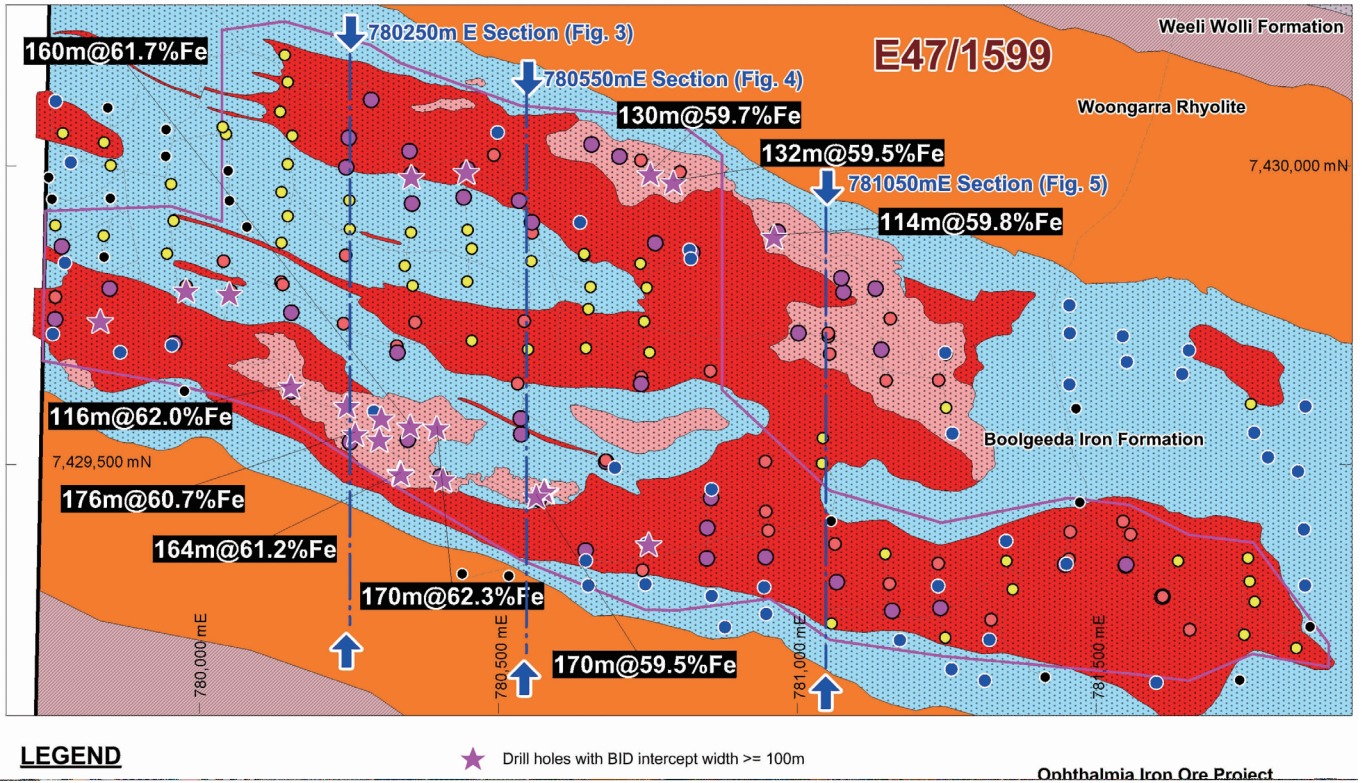 Weeli Wolli Formation
780250m E Section (Fig. 3)
160m@61.7%Fe
E47/1599
780550mE Section (Fig. 4)
Woongarra Rhyolite
130m@59.7%Fe
132m@59.5%Fe
7,430,000 mN
781050mE Section (Fig. 5)
114m@59.8%Fe
116m@62.0%Fe
Boolgeeda Iron Formation
7,429,500 mN
176m@60.7%Fe
164m@61.2%Fe
170m@62.3%Fe
170m@59.5%Fe
780,000 mE
780,500 mE
781,000 mE
781,500 mE
LEGEND
Drill holes with BID intercept width >= 100m
Ophthalmia Iron Ore Project